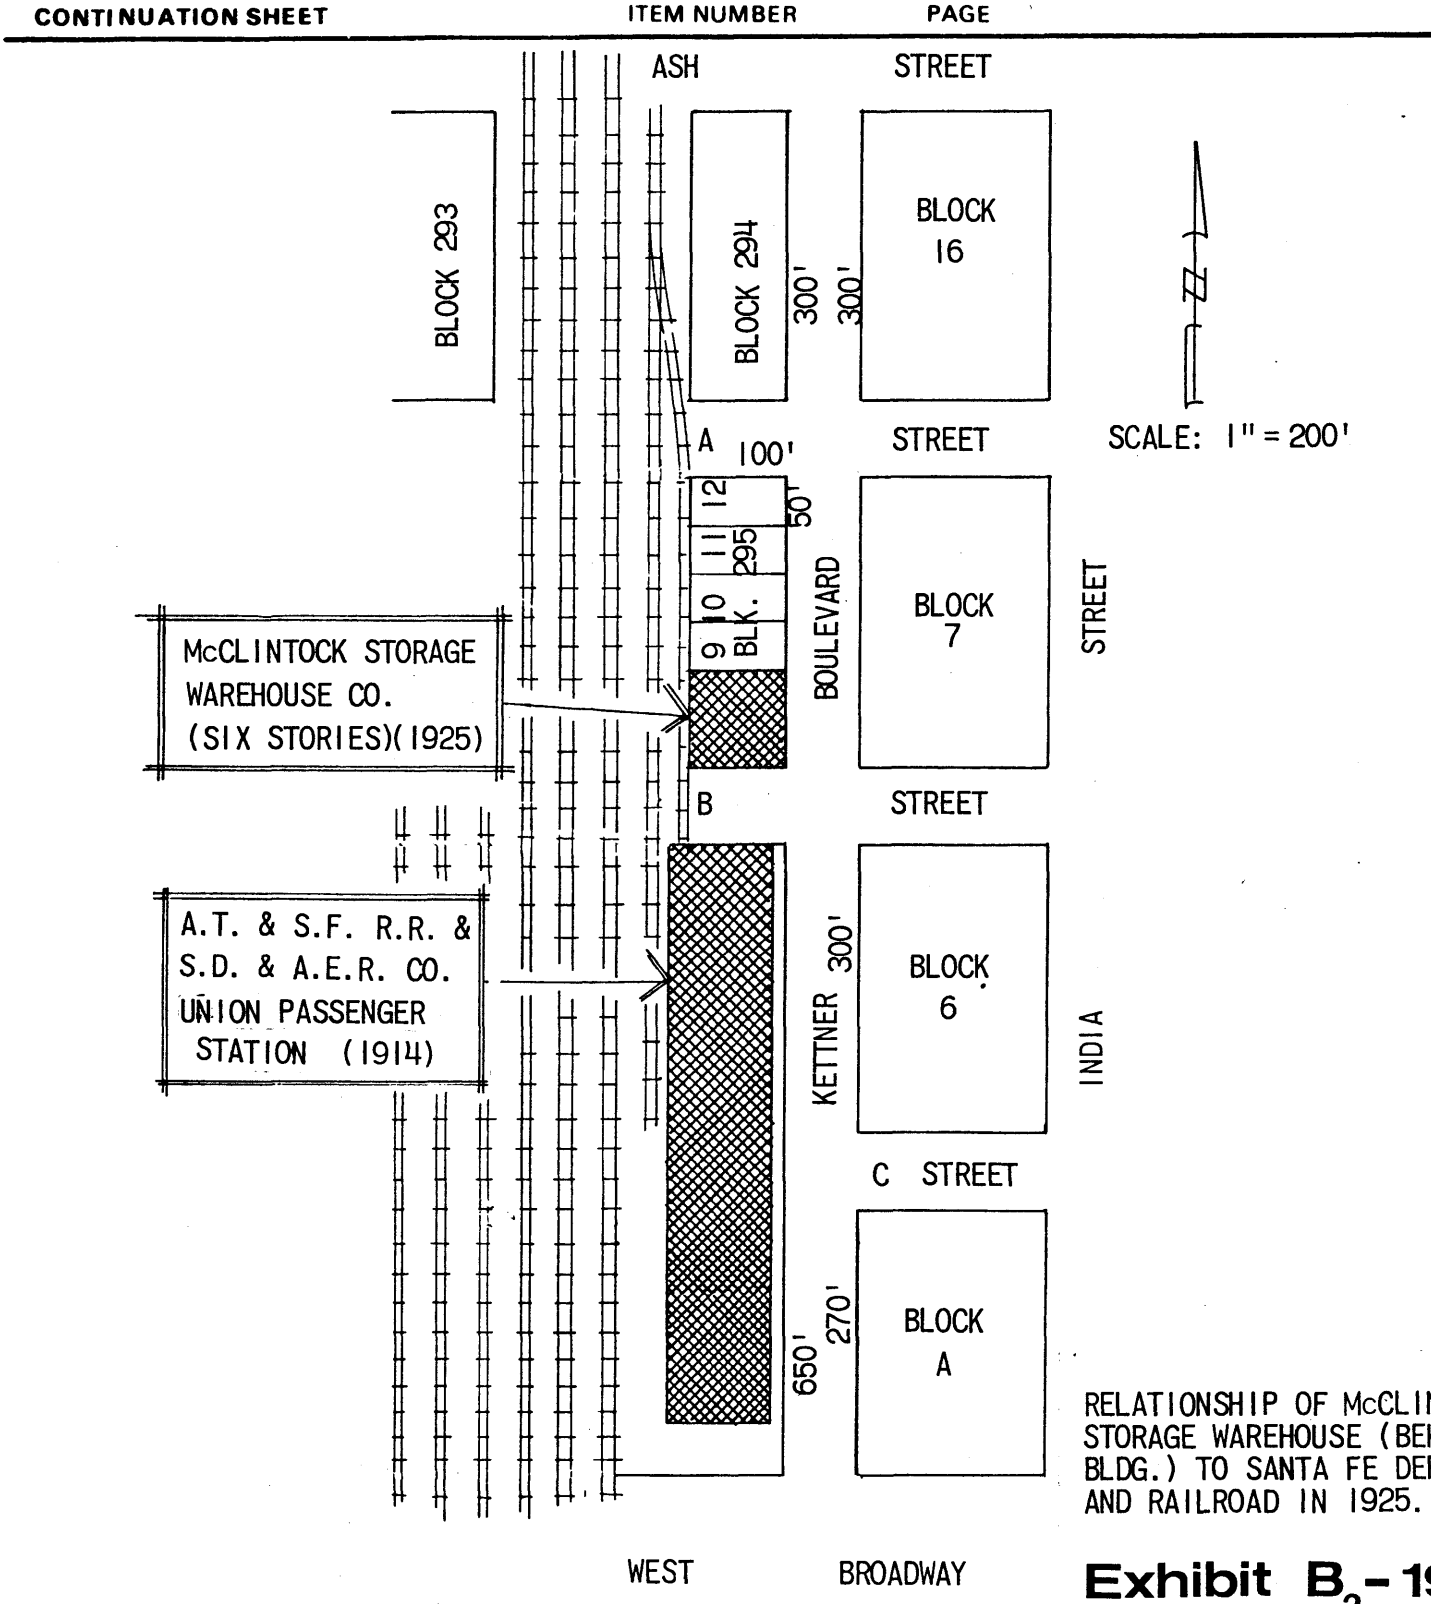 CONTINUATION SHEET ITEM NUMBER PAGE
ASH STREET
BLOCK 293
BLOCK 294
300'
300'
BLOCK
16
SCALE: 1" = 200'
A STREET
100'
50'
12
11
10
9
BLK. 295
BLOCK
7
KETTNER BOULEVARD
INDIA STREET
McCLINTOCK STORAGE
WAREHOUSE CO.
(SIX STORIES)(1925)
B STREET
A.T. & S.F. R.R. &
S.D. & A.E.R. CO.
UNION PASSENGER
STATION (1914)
300'
BLOCK
6
C STREET
270'
650'
BLOCK
A
RELATIONSHIP OF
STORAGE WAREHOUSE
BLDG.) TO SANTA FE
AND RAILROAD IN 1925.
WEST BROADWAY
Exhibit B2-